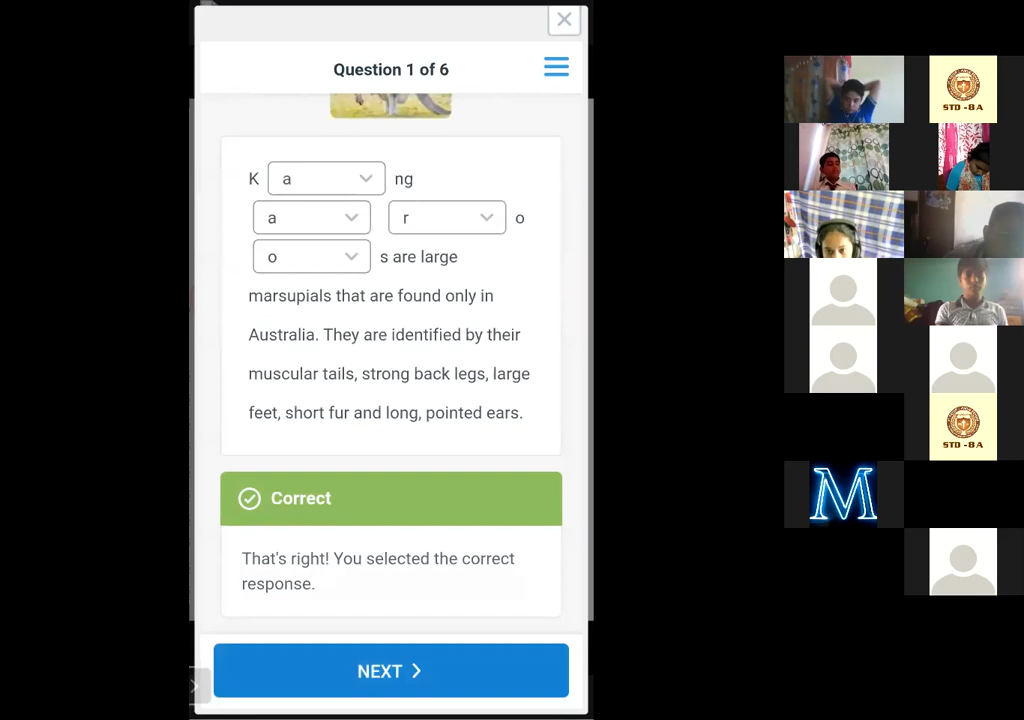 Question 1 of 6
K a ng
a r o
o s are large
marsupials that are found only in
Australia. They are identified by their
muscular tails, strong back legs, large
feet, short fur and long, pointed ears.
Correct
That's right! You selected the correct
response.
NEXT
STD -8A
STD -8A
M